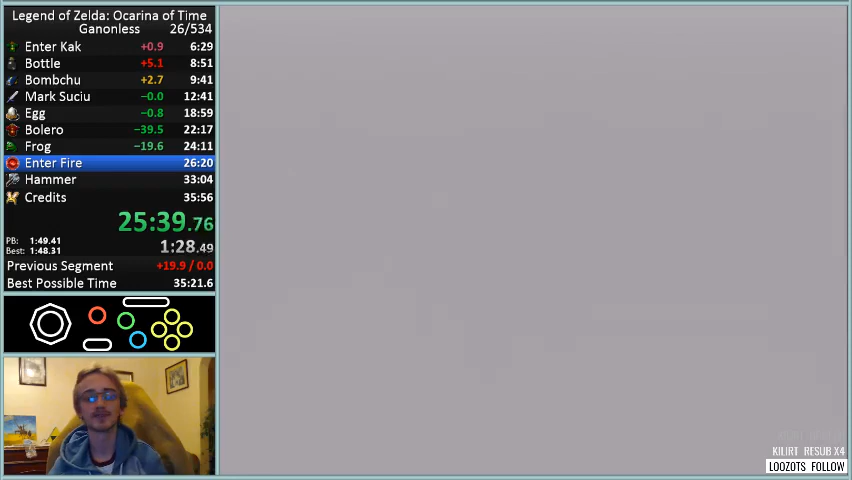 Legend of Zelda: Ocarina of Time
Ganonless 26/534
Enter Kak +0.9 6:29
Bottle +5.1 8:51
Bombchu +2.7 9:41
Mark Suciu −0.0 12:41
Egg −0.8 18:59
Bolero −39.5 22:17
Frog −19.6 24:11
Enter Fire 26:20
Hammer 33:04
Credits 35:56
25:39.76
PB: 1:49.41
Best: 1:48.31
1:28.49
Previous Segment +19.9 / 0.0
Best Possible Time 35:21.6
KILIRT RESUB X4
LOOZOTS FOLLOW